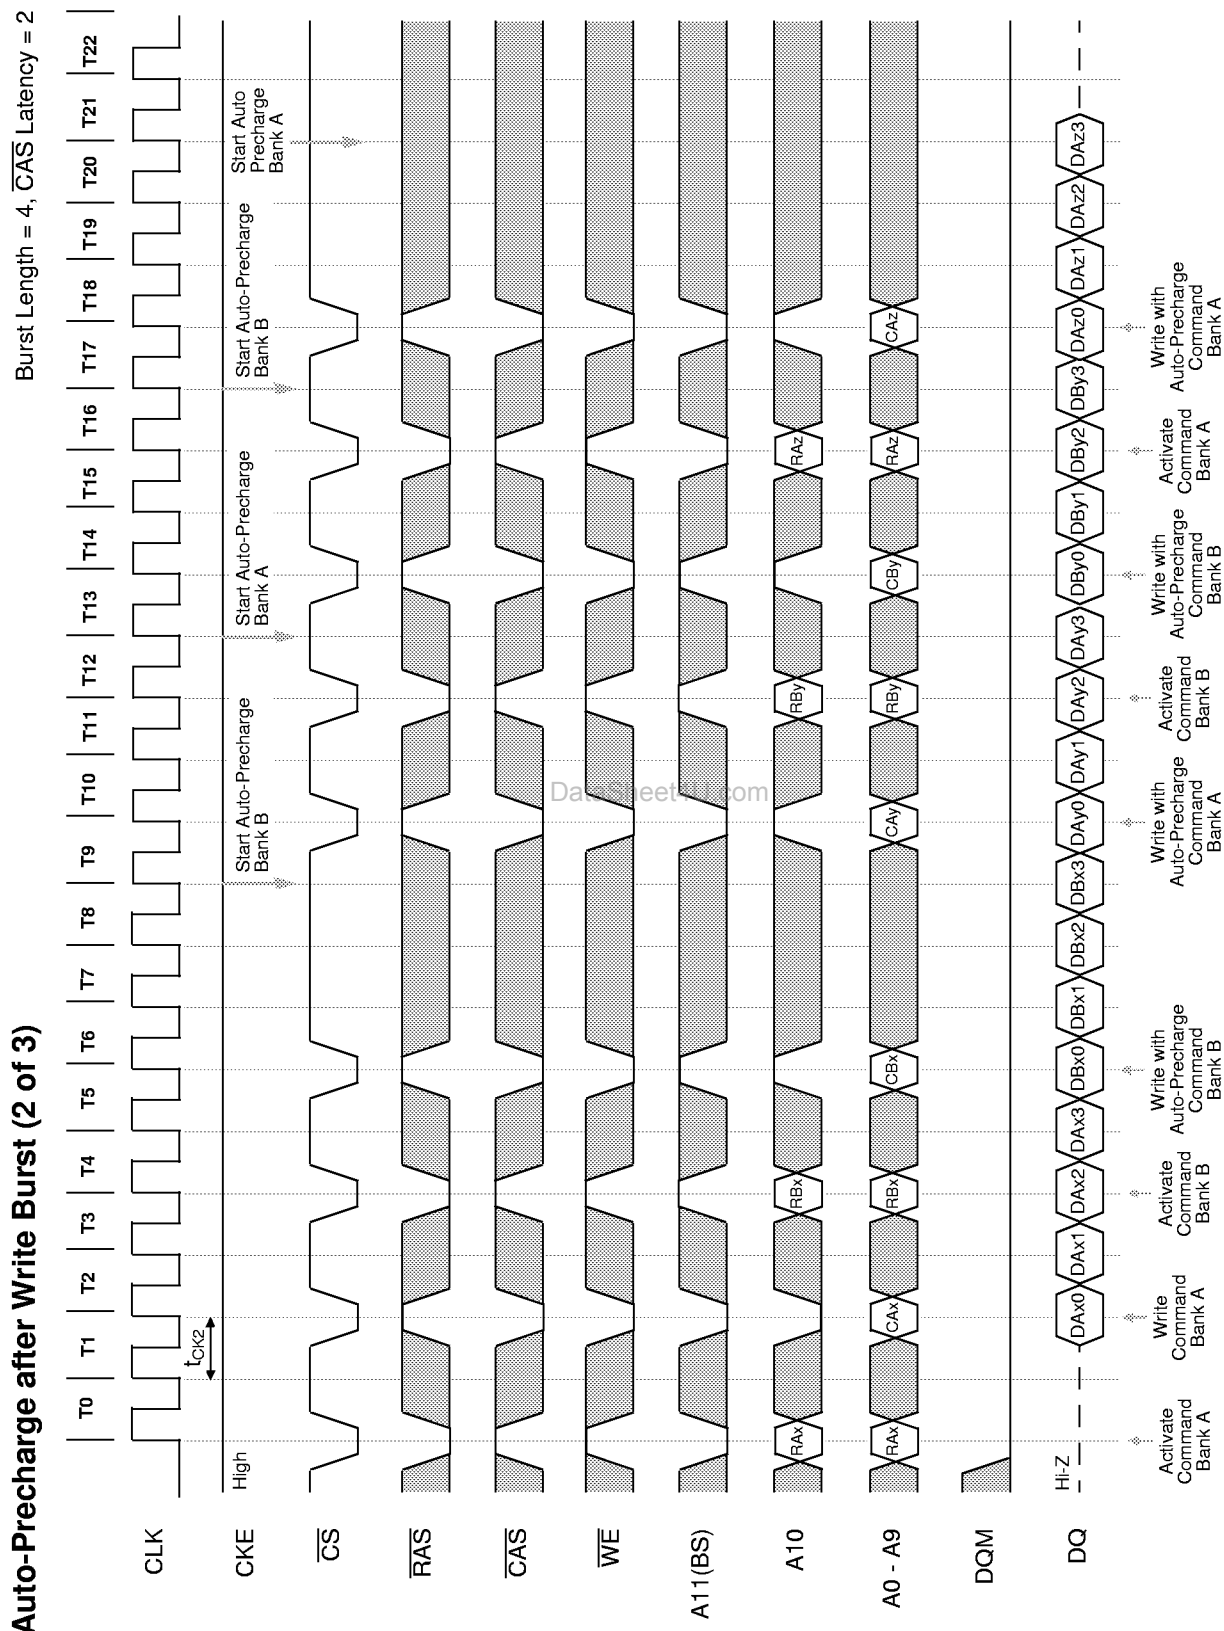 Auto-Precharge after Write Burst (2 of 3)
Burst Length = 4, CAS Latency = 2
T0 T1 T2 T3 T4 T5 T6 T7 T8 T9 T10 T11 T12 T13 T14 T15 T16 T17 T18 T19 T20 T21 T22
CLK
tCK2
CKE
High
Start Auto-Precharge
Bank B
Start Auto-Precharge
Bank A
Start Auto-Precharge
Bank B
Start Auto
Precharge
Bank A
CS
RAS
CAS
WE
DataSheet4U.com
A11(BS)
A10
RAx RBx RBy RAz
A0 - A9
RAx CAx RBx CBx CAy RBy CBy RAz CAz
DQM
DQ
Hi-Z
DAx0 DAx1 DAx2 DAx3 DBx0 DBx1 DBx2 DBx3 DAy0 DAy1 DAy2 DAy3 DBy0 DBy1 DBy2 DBy3 DAz0 DAz1 DAz2 DAz3
Activate
Command
Bank A
Write
Command
Bank A
Activate
Command
Bank B
Write with
Auto-Precharge
Command
Bank B
Write with
Auto-Precharge
Command
Bank A
Activate
Command
Bank B
Write with
Auto-Precharge
Command
Bank B
Activate
Command
Bank A
Write with
Auto-Precharge
Command
Bank A